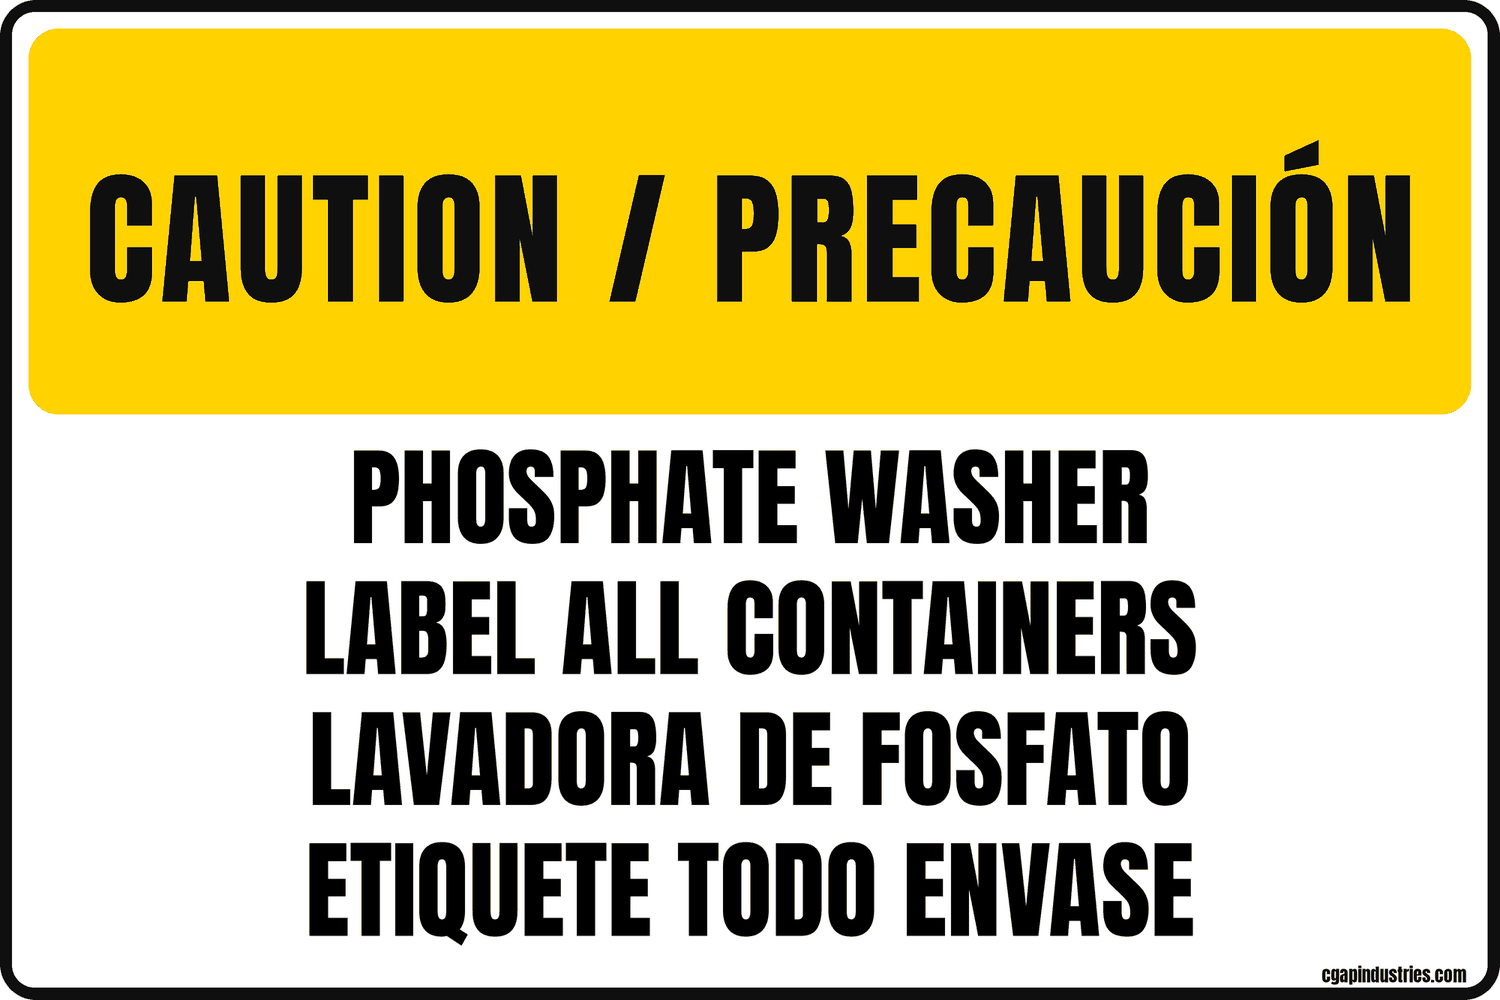 CAUTION / PRECAUCIÓN
PHOSPHATE WASHER
LABEL ALL CONTAINERS
LAVADORA DE FOSFATO
ETIQUETE TODO ENVASE
cgapindustries.com